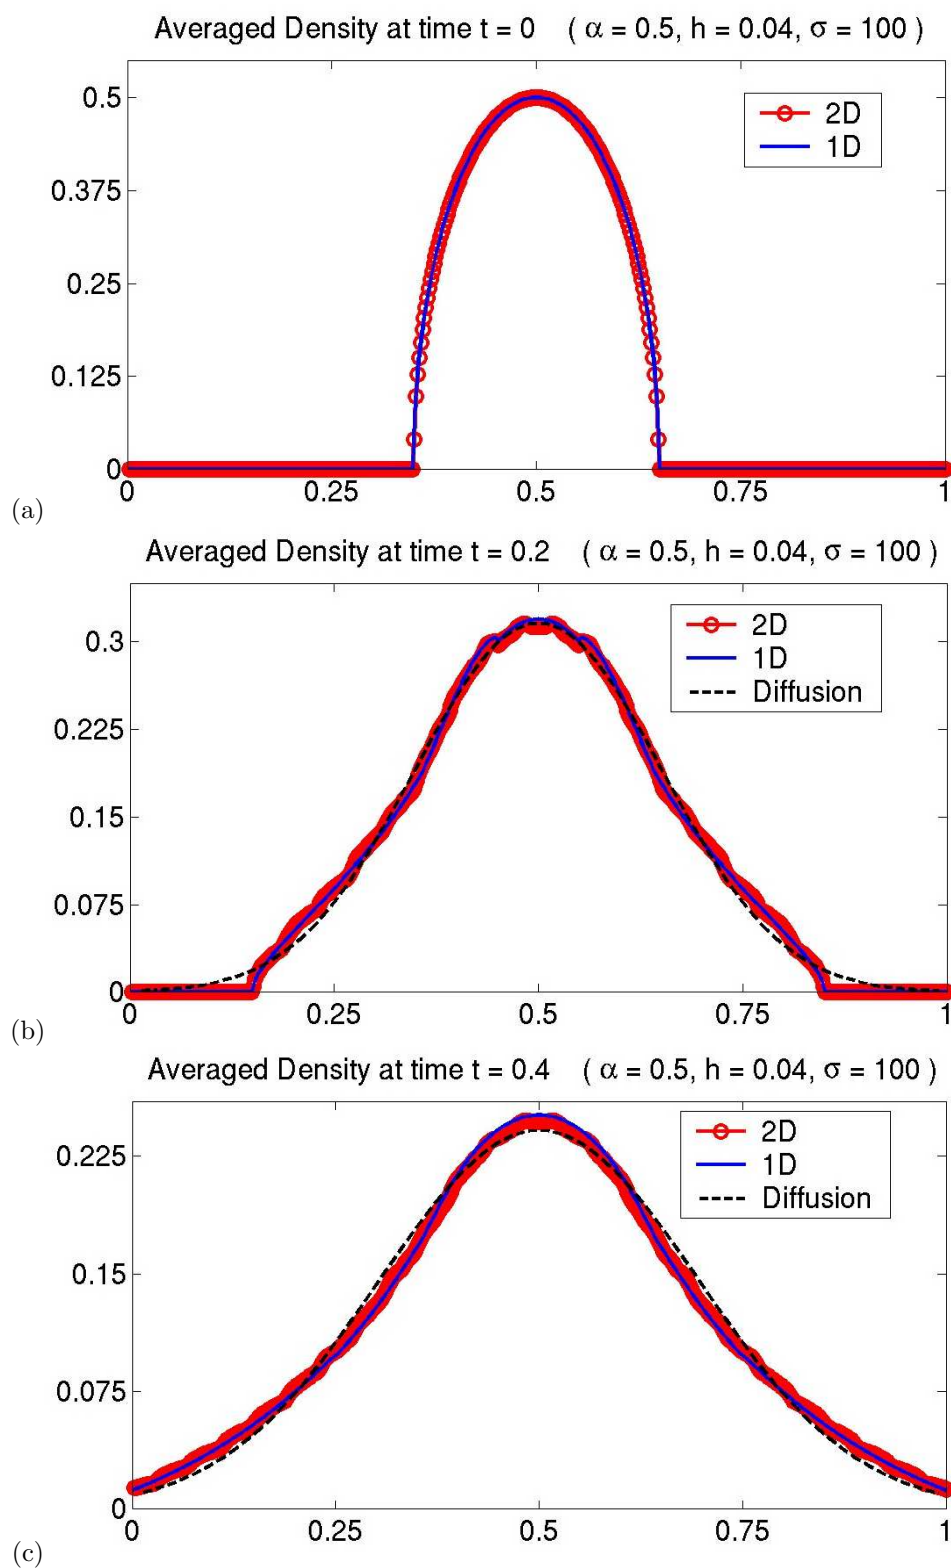 Averaged Density at time t = 0 ( α = 0.5, h = 0.04, σ = 100 )
0.5
0.375
0.25
0.125
0
2D
1D
0 0.25 0.5 0.75 1
(a)
Averaged Density at time t = 0.2 ( α = 0.5, h = 0.04, σ = 100 )
0.3
0.225
0.15
0.075
0
2D
1D
Diffusion
0 0.25 0.5 0.75 1
(b)
Averaged Density at time t = 0.4 ( α = 0.5, h = 0.04, σ = 100 )
0.225
0.15
0.075
0
2D
1D
Diffusion
0 0.25 0.5 0.75 1
(c)